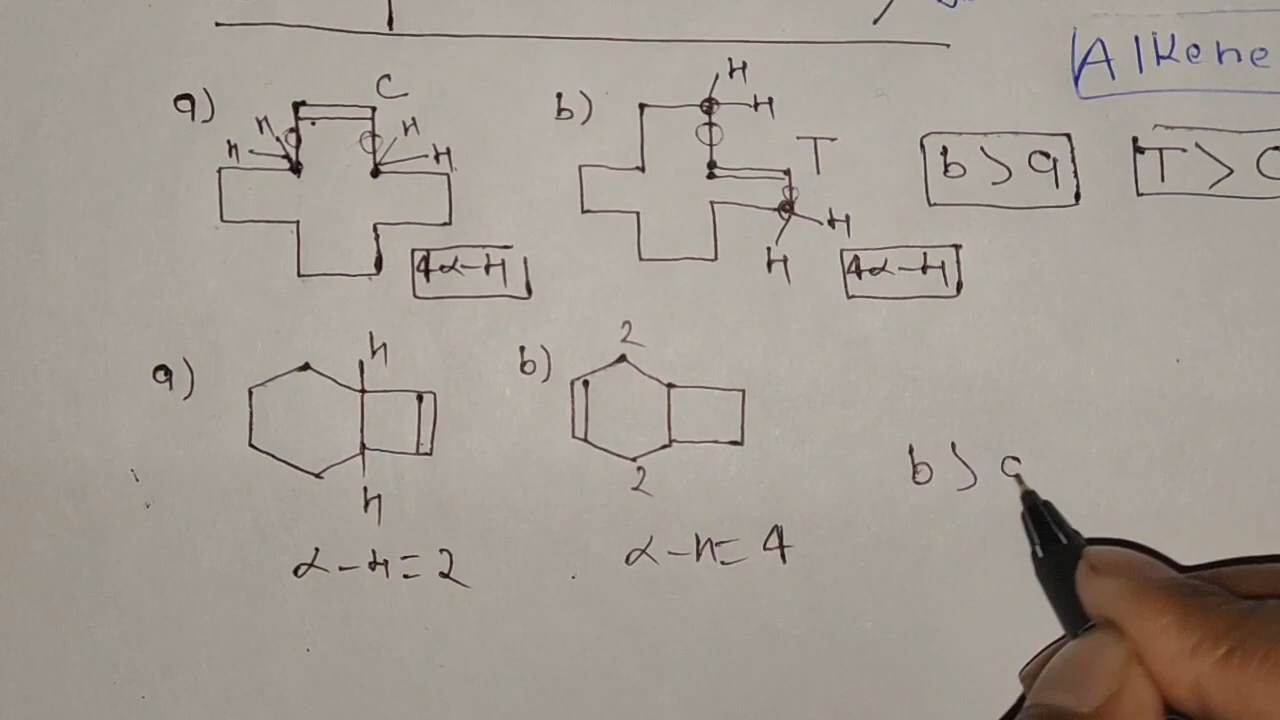 Alkene
a) H H C H H
b) H H T H H
b > a
T > C
4α-H
4α-H
a) H H
b) 2 2
b > a
α-H=2
α-H=4